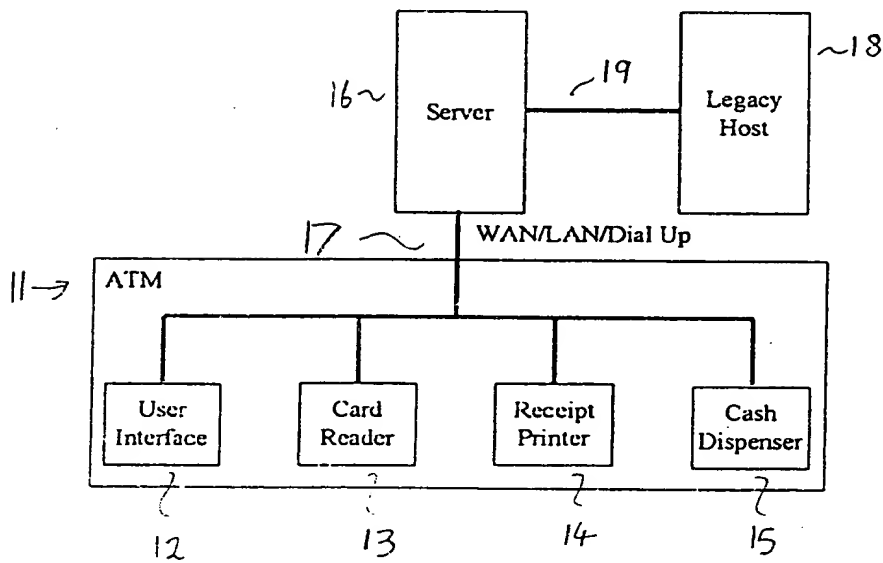 16
Server
19
Legacy
Host
18
17
WAN/LAN/Dial Up
11
ATM
User
Interface
Card
Reader
Receipt
Printer
Cash
Dispenser
12
13
14
15